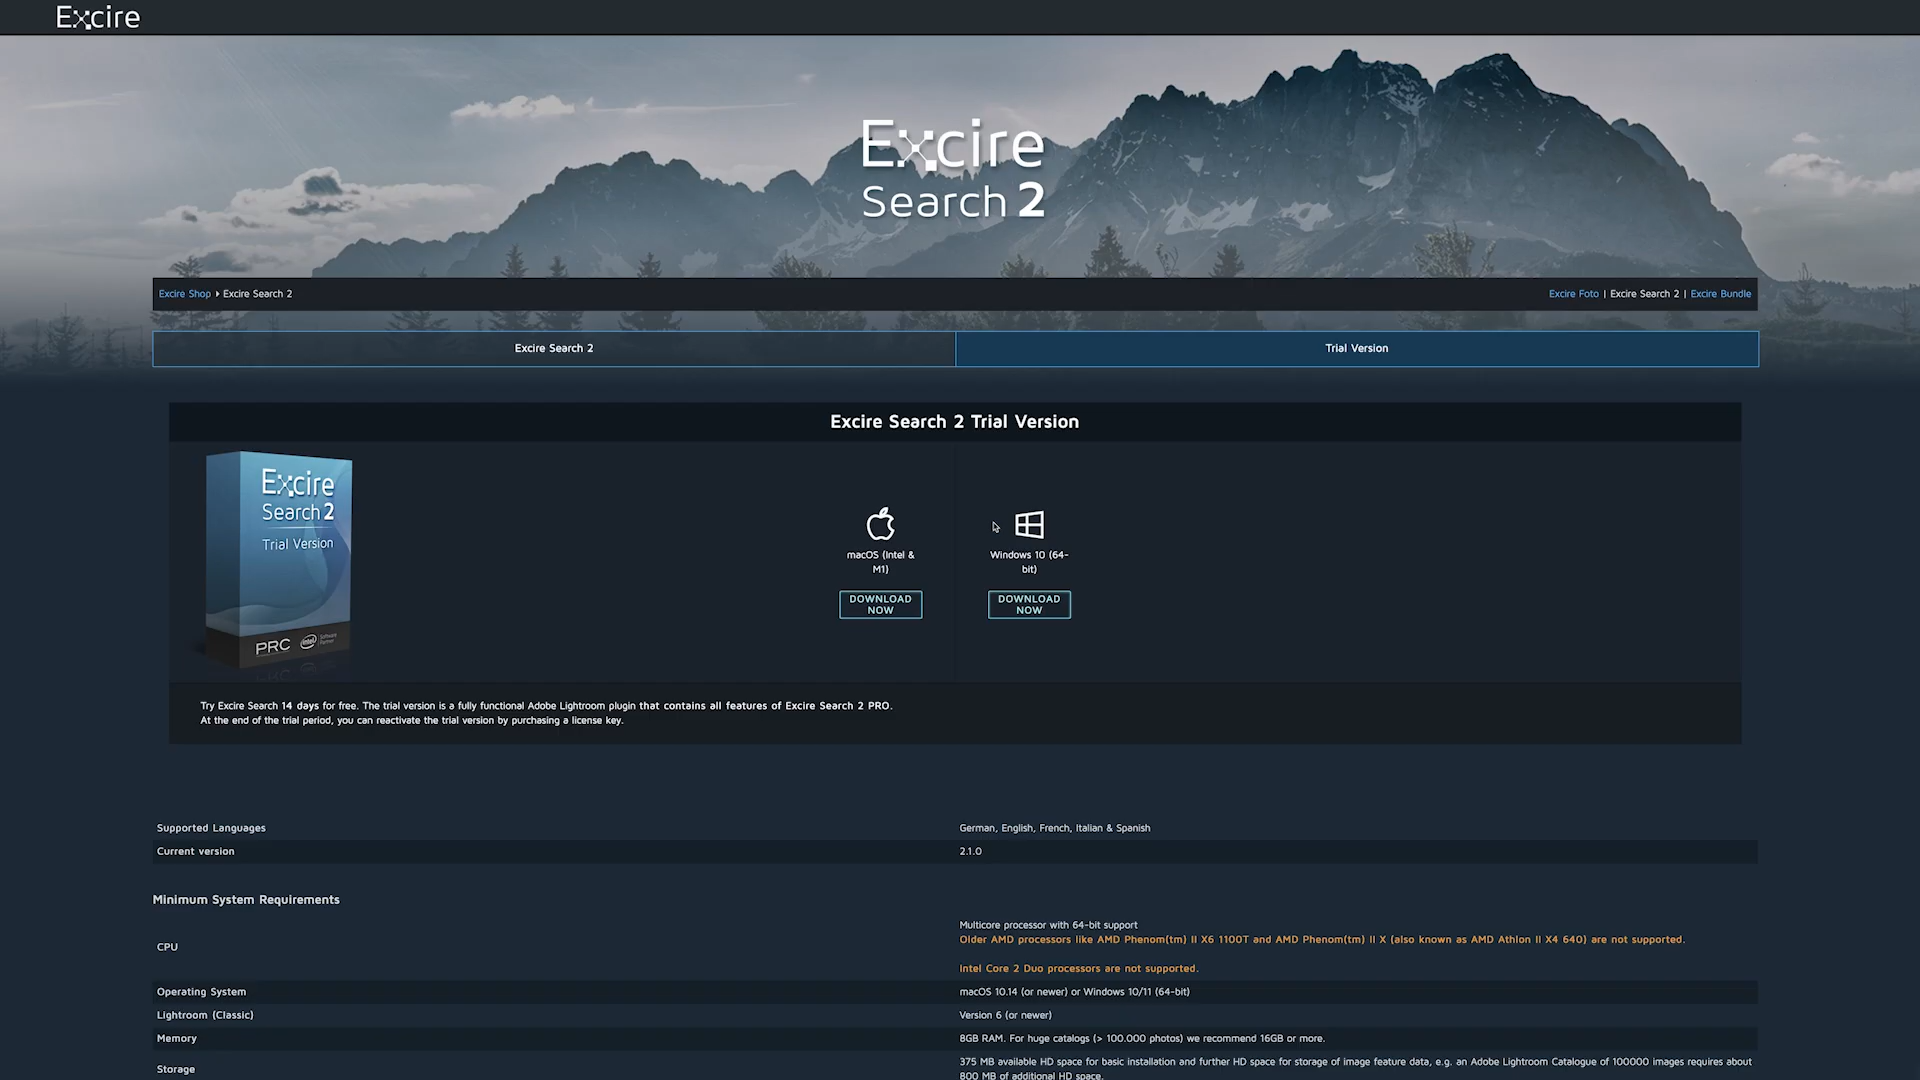 Excire
Excire
Search 2
Excire Shop Excire Search 2
Excire Foto | Excire Search 2 | Excire Bundle
Excire Search 2
Trial Version
Excire Search 2 Trial Version
Excire
Search 2
Trial Version
PRC intel Software Partner
macOS (Intel &
M1)
DOWNLOAD
NOW
Windows 10 (64-
bit)
DOWNLOAD
NOW
Try Excire Search 14 days for free. The trial version is a fully functional Adobe Lightroom plugin that contains all features of Excire Search 2 PRO.
At the end of the trial period, you can reactivate the trial version by purchasing a license key.
Supported Languages
German, English, French, Italian & Spanish
Current version
2.1.0
Minimum System Requirements
CPU
Multicore processor with 64-bit support
Older AMD processors like AMD Phenom(tm) II X6 1100T and AMD Phenom(tm) II X (also known as AMD Athlon II X4 640) are not supported.
Intel Core 2 Duo processors are not supported.
Operating System
macOS 10.14 (or newer) or Windows 10/11 (64-bit)
Lightroom (Classic)
Version 6 (or newer)
Memory
8GB RAM. For huge catalogs (> 100.000 photos) we recommend 16GB or more.
Storage
375 MB available HD space for basic installation and further HD space for storage of image feature data, e.g. an Adobe Lightroom Catalogue of 100000 images requires about
800 MB of additional HD space.